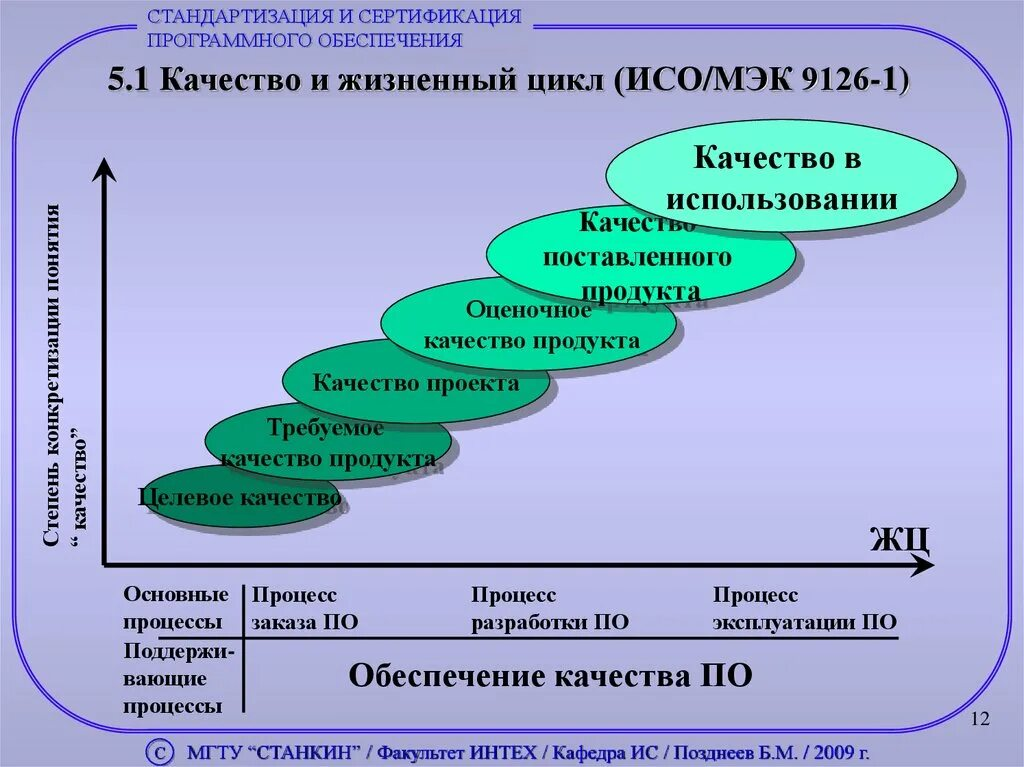 СТАНДАРТИЗАЦИЯ И СЕРТИФИКАЦИЯ
ПРОГРАММНОГО ОБЕСПЕЧЕНИЯ
5.1 Качество и жизненный цикл (ИСО/МЭК 9126-1)
Степень конкретизации понятия
“ качество”
Качество в
использовании
Качество
поставленного
продукта
Оценочное
качество продукта
Качество проекта
Требуемое
качество продукта
Целевое качество
ЖЦ
Основные
процессы
Процесс
заказа ПО
Процесс
разработки ПО
Процесс
эксплуатации ПО
Поддержи-
вающие
процессы
Обеспечение качества ПО
12
© МГТУ “СТАНКИН” / Факультет ИНТЕХ / Кафедра ИС / Позднеев Б.М. / 2009 г.